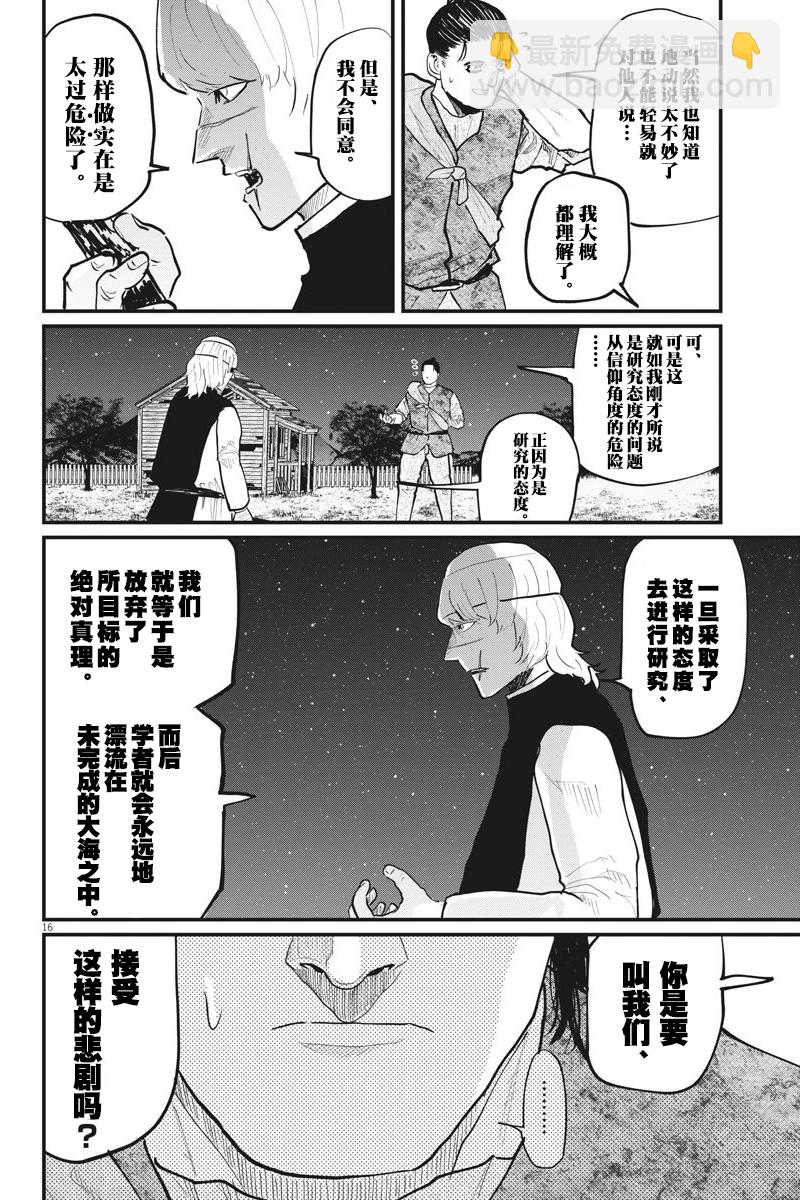 👇最新免费漫画👇
当然我也知道
地动说太不妙了
也不能轻易就
对他人说…
我大概
都理解了。
但是、
我不会同意。
那样做实在是
太过危险了。
可、
可是这
就如我刚才所说
是研究态度的问题
从信仰角度的危险
……
正因为是
研究的态度。
一旦采取了
这样的态度
去进行研究、
我们
就等于是
放弃了
所目标的
绝对真理。
而后
学者就会永远地
漂流在
未完成的大海之中。
16
你是要
叫我们、
………
接受
这样的悲剧吗？